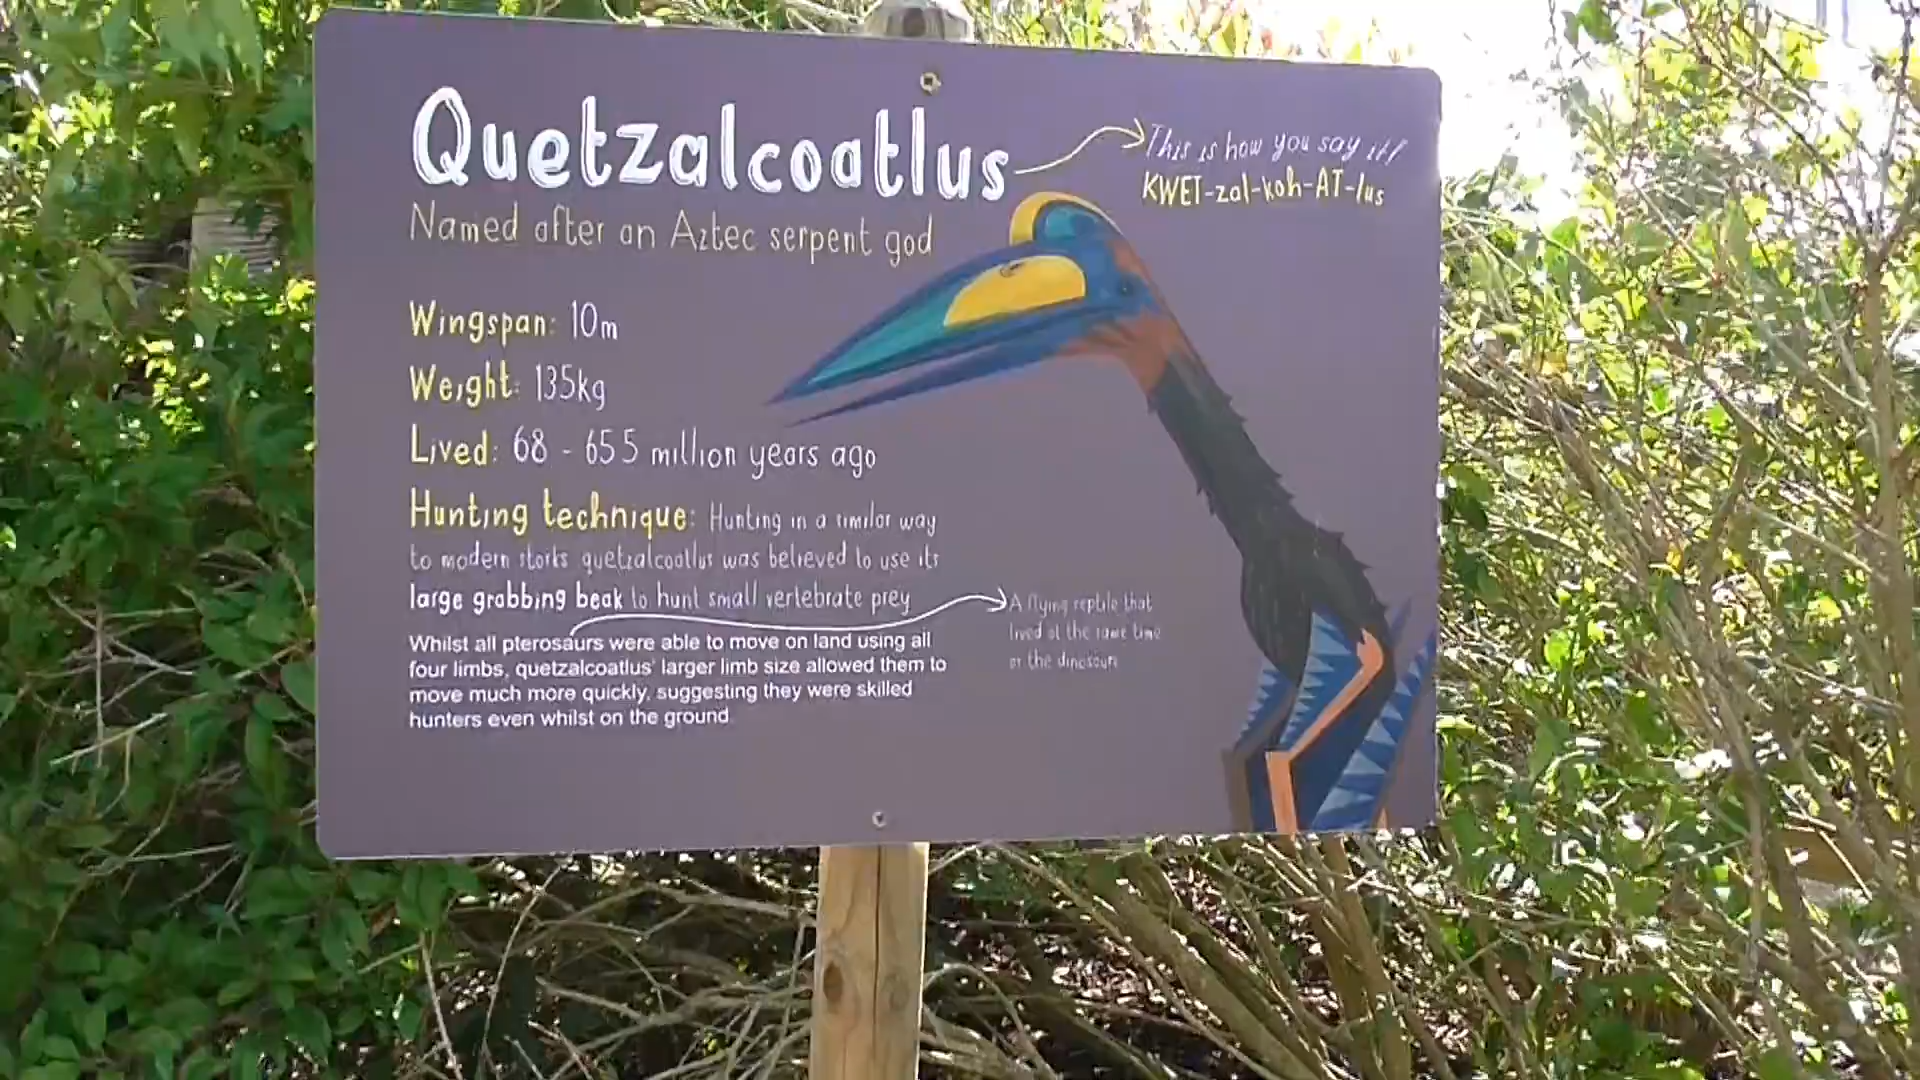 Quetzalcoatlus
This is how you say it!
KWET-zal-koh-AT-lus
Named after an Aztec serpent god
Wingspan: 10m
Weight: 135kg
Lived: 68 - 65.5 million years ago
Hunting technique: Hunting in a similar way
to modern storks quetzalcoatlus was believed to use its
large grabbing beak to hunt small vertebrate prey
Whilst all pterosaurs were able to move on land using all
four limbs, quetzalcoatlus' larger limb size allowed them to
move much more quickly, suggesting they were skilled
hunters even whilst on the ground
A flying reptile that
lived at the same time
as the dinosaurs